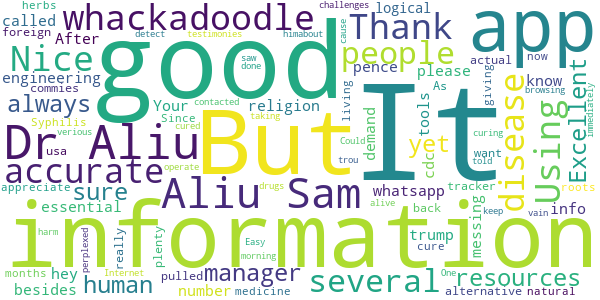 herbs
called
foreign
After
whackadoodle
Nice
engineering
commies
always
Your
religion
Since
Syphilis
Dr Aliu
usa
accurate
appreciate
sure
essential
harm
months
hey
besides
really
perplexed
Easy
morning
plenty
Internet
human
pulled
number
medicine
manager
information
good
But
It
testimonies
detect
saw
done
himabout
challenges
cause
logical
Thank
people
pence
please
contacted
taking
cured
verious
operate
drugs
Aliu Sam
Could
living
demand
trou
alive
whatsapp
back
trump
cure
One
several
app
actual
now
browsing
giving
know
As
tools
yet
cdc
want
told
tracker
messing
keep
vain
resources
alternative
natural
disease
Using
Excellent
curing
immediately
roots
info